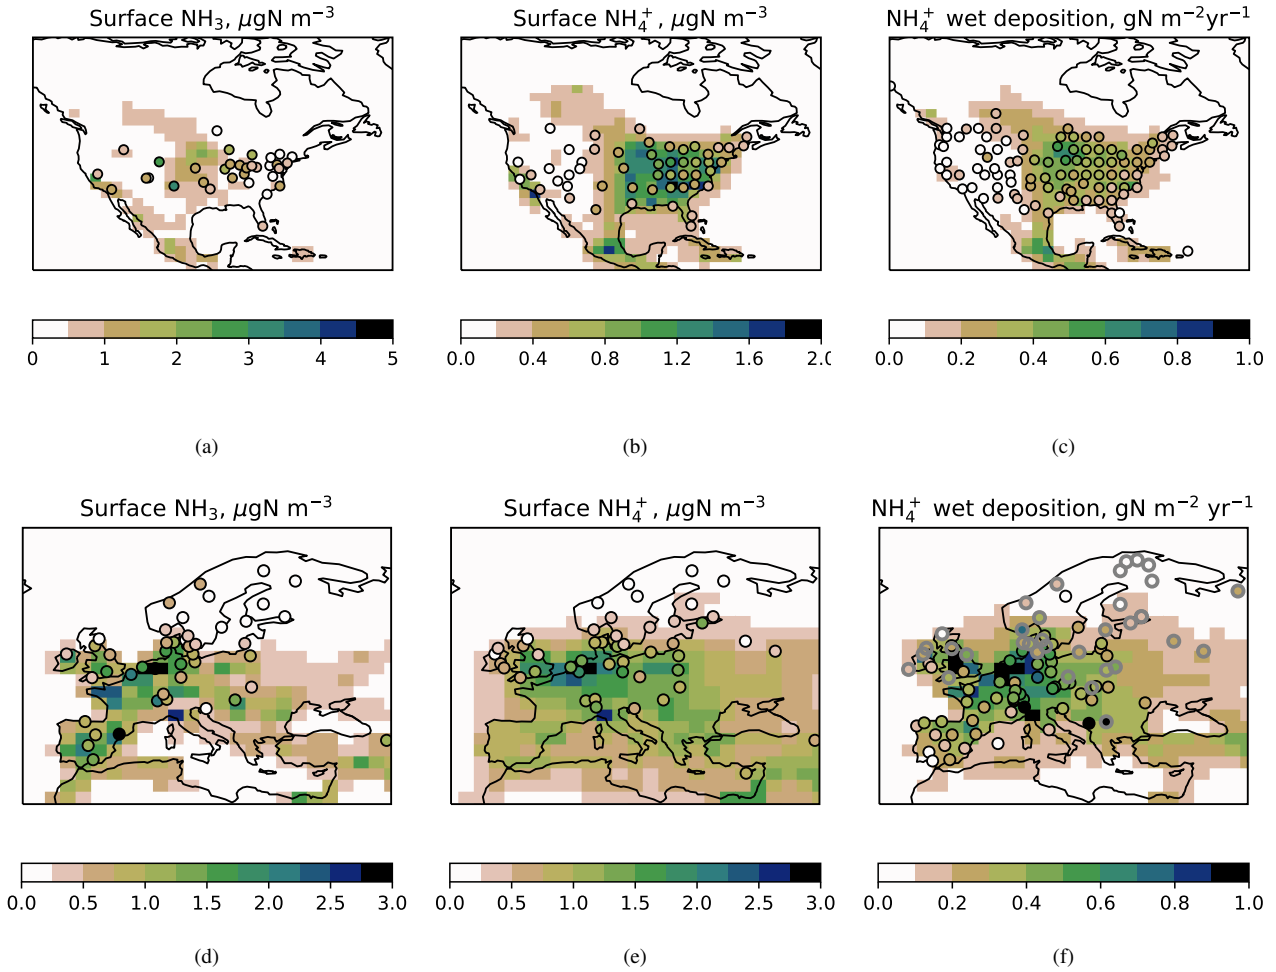 Surface NH₃, μgN m⁻³
Surface NH₄⁺, μgN m⁻³
NH₄⁺ wet deposition, gN m⁻²yr⁻¹
0 1 2 3 4 5
0.0 0.4 0.8 1.2 1.6 2.0
0.0 0.2 0.4 0.6 0.8 1.0
(a)
(b)
(c)
Surface NH₃, μgN m⁻³
Surface NH₄⁺, μgN m⁻³
NH₄⁺ wet deposition, gN m⁻² yr⁻¹
0.0 0.5 1.0 1.5 2.0 2.5 3.0
0.0 0.5 1.0 1.5 2.0 2.5 3.0
0.0 0.2 0.4 0.6 0.8 1.0
(d)
(e)
(f)